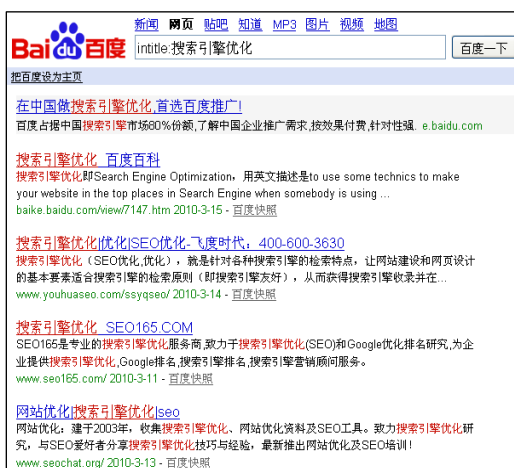 新闻 网页 贴吧 知道 MP3 图片 视频 地图
Bai du 百度 intitle:搜索引擎优化 百度一下
把百度设为主页
在中国做搜索引擎优化,首选百度推广!
百度占据中国搜索引擎市场80%份额,了解中国企业推广需求,按效果付费,针对性强. e.baidu.com
搜索引擎优化_百度百科
搜索引擎优化即Search Engine Optimization，用英文描述是to use some technics to make
your website in the top places in Search Engine when somebody is using ...
baike.baidu.com/view/7147.htm 2010-3-15 - 百度快照
搜索引擎优化|优化|SEO优化-飞度时代：400-600-3630
搜索引擎优化（SEO优化,优化），就是针对各种搜索引擎的检索特点，让网站建设和网页设计
的基本要素适合搜索引擎的检索原则（即搜索引擎友好），从而获得搜索引擎收录并在...
www.youhuaseo.com/ssyqseo/ 2010-3-14 - 百度快照
搜索引擎优化_SEO165.COM
SEO165是专业的搜索引擎优化服务商,致力于搜索引擎优化(SEO)和Google优化排名研究,为企
业提供搜索引擎优化,Google排名,搜索引擎排名,搜索引擎营销顾问服务。
www.seo165.com/ 2010-3-11 - 百度快照
网站优化|搜索引擎优化|seo
网站优化：建于2003年，收集搜索引擎优化、网站优化资料及SEO工具。致力搜索引擎优化研
究，与SEO爱好者分享搜索引擎优化技巧与经验，最新推出网站优化及SEO培训！
www.seochat.org/ 2010-3-13 - 百度快照